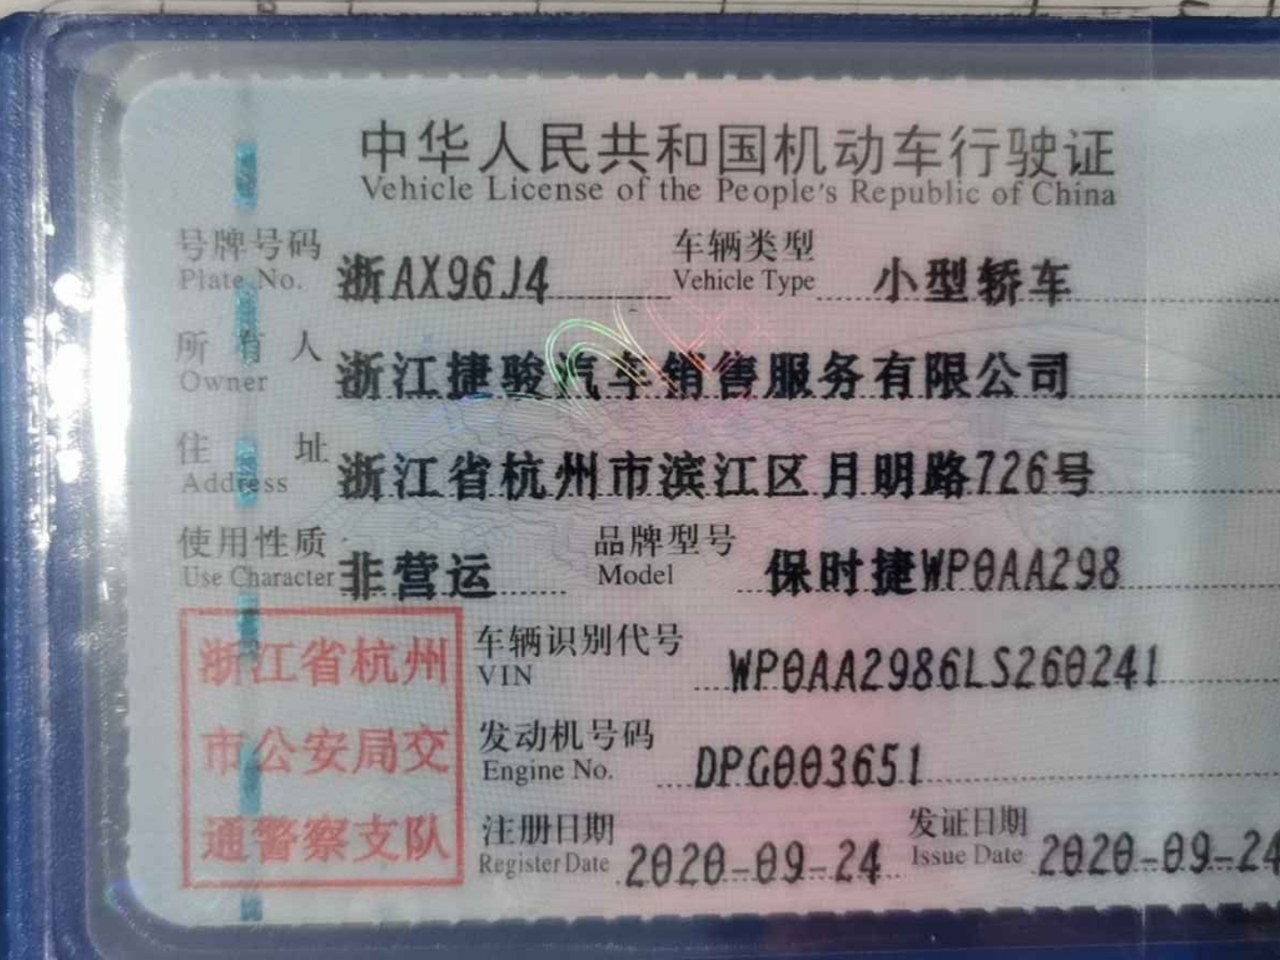 中华人民共和国机动车行驶证
Vehicle License of the People's Republic of China
号牌号码 浙AX96J4 车辆类型 小型轿车
Plate No. Vehicle Type
所有人 浙江捷骏汽车销售服务有限公司
Owner
住址 浙江省杭州市滨江区月明路726号
Address
使用性质 非营运 品牌型号 保时捷WP0AA298
Use Character Model
车辆识别代号 WP0AA2986LS260241
VIN
发动机号码 DPG003651
Engine No.
注册日期 2020-09-24 发证日期 2020-09-24
Register Date Issue Date
浙江省杭州
市公安局交
通警察支队